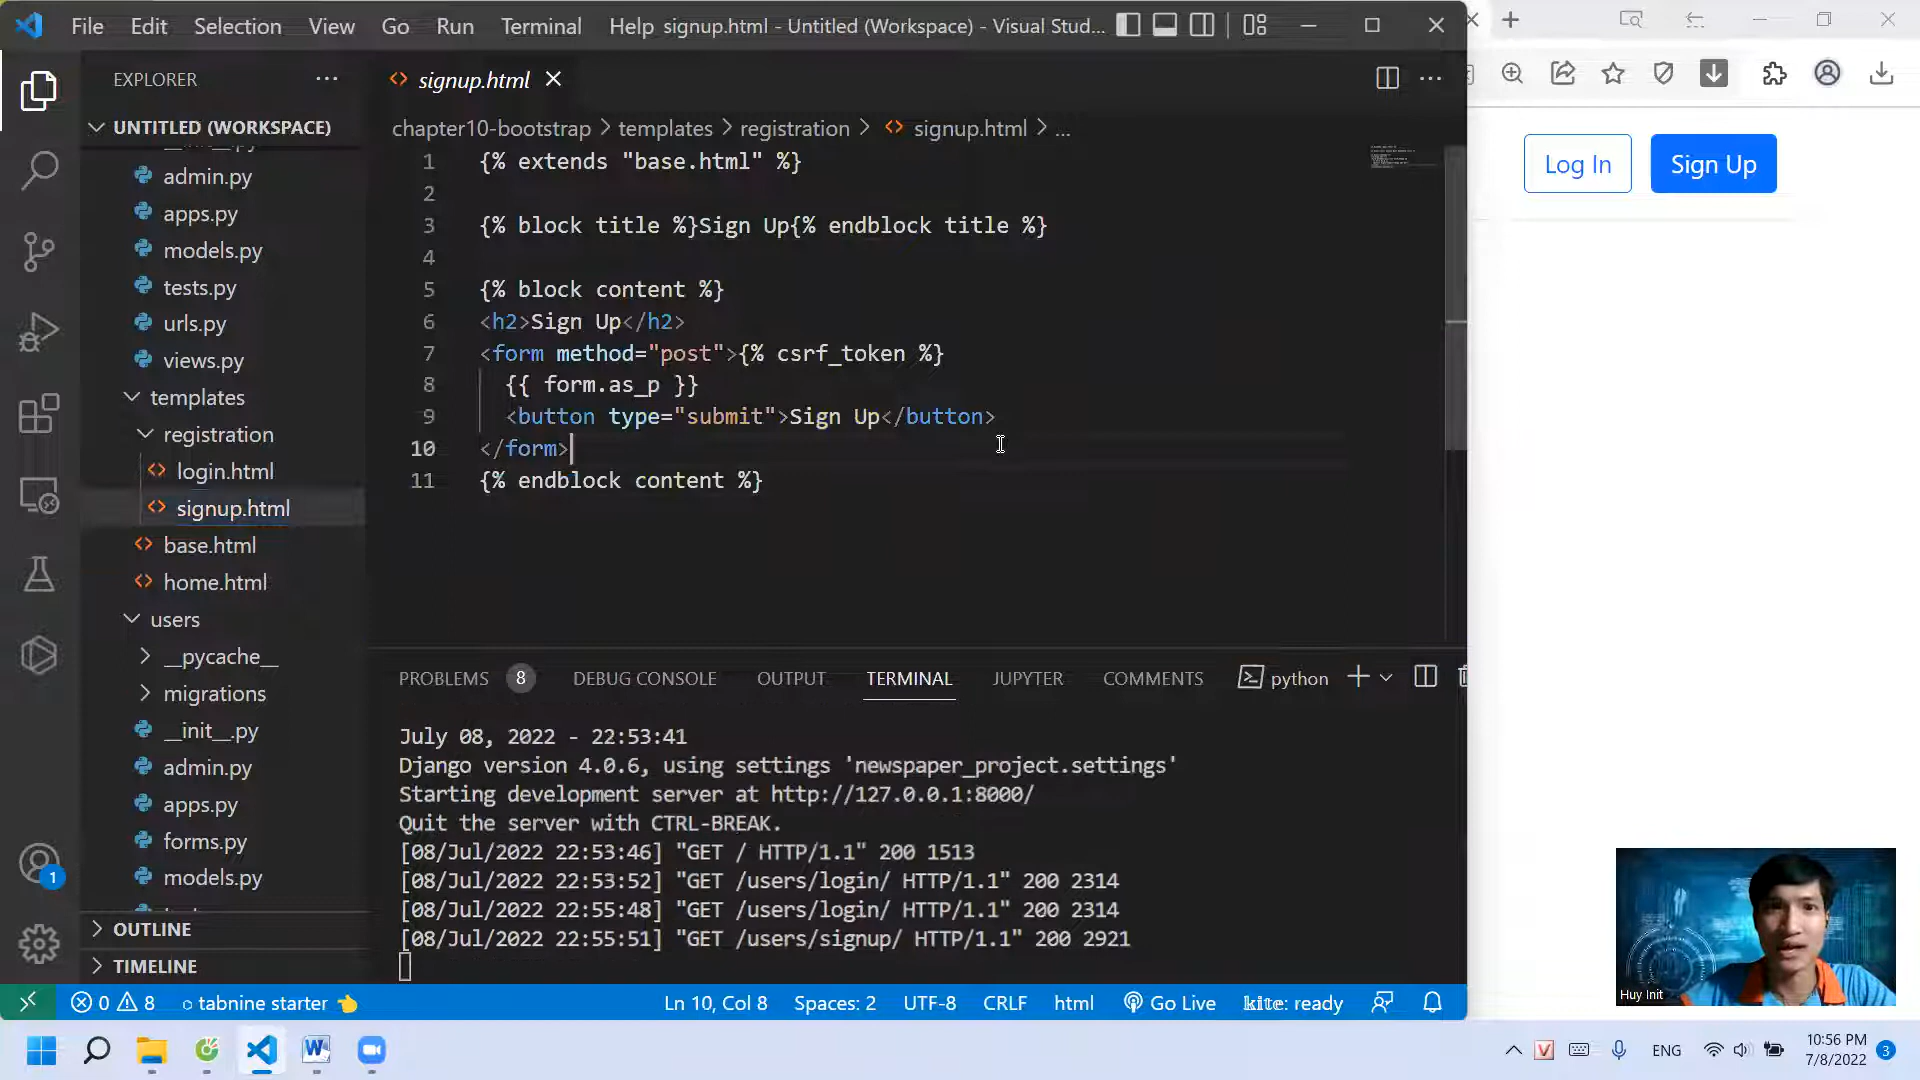 File Edit Selection View Go Run Terminal Help signup.html - Untitled (Workspace) - Visual Stud...
EXPLORER
UNTITLED (WORKSPACE)
__init__.py
admin.py
apps.py
models.py
tests.py
urls.py
views.py
templates
registration
login.html
signup.html
base.html
home.html
users
__pycache__
migrations
__init__.py
admin.py
apps.py
forms.py
models.py
OUTLINE
TIMELINE
signup.html
chapter10-bootstrap > templates > registration > signup.html > ...
1 {% extends "base.html" %}
2
3 {% block title %}Sign Up{% endblock title %}
4
5 {% block content %}
6 <h2>Sign Up</h2>
7 <form method="post">{% csrf_token %}
8 {{ form.as_p }}
9 <button type="submit">Sign Up</button>
10 </form>
11 {% endblock content %}
PROBLEMS 8 DEBUG CONSOLE OUTPUT TERMINAL JUPYTER COMMENTS python
July 08, 2022 - 22:53:41
Django version 4.0.6, using settings 'newspaper_project.settings'
Starting development server at http://127.0.0.1:8000/
Quit the server with CTRL-BREAK.
[08/Jul/2022 22:53:46] "GET / HTTP/1.1" 200 1513
[08/Jul/2022 22:53:52] "GET /users/login/ HTTP/1.1" 200 2314
[08/Jul/2022 22:55:48] "GET /users/login/ HTTP/1.1" 200 2314
[08/Jul/2022 22:55:51] "GET /users/signup/ HTTP/1.1" 200 2921
1
0 8 tabnine starter Ln 10, Col 8 Spaces: 2 UTF-8 CRLF html Go Live kite: ready
Log In Sign Up
Huy Init
ENG 10:56 PM
7/8/2022 3